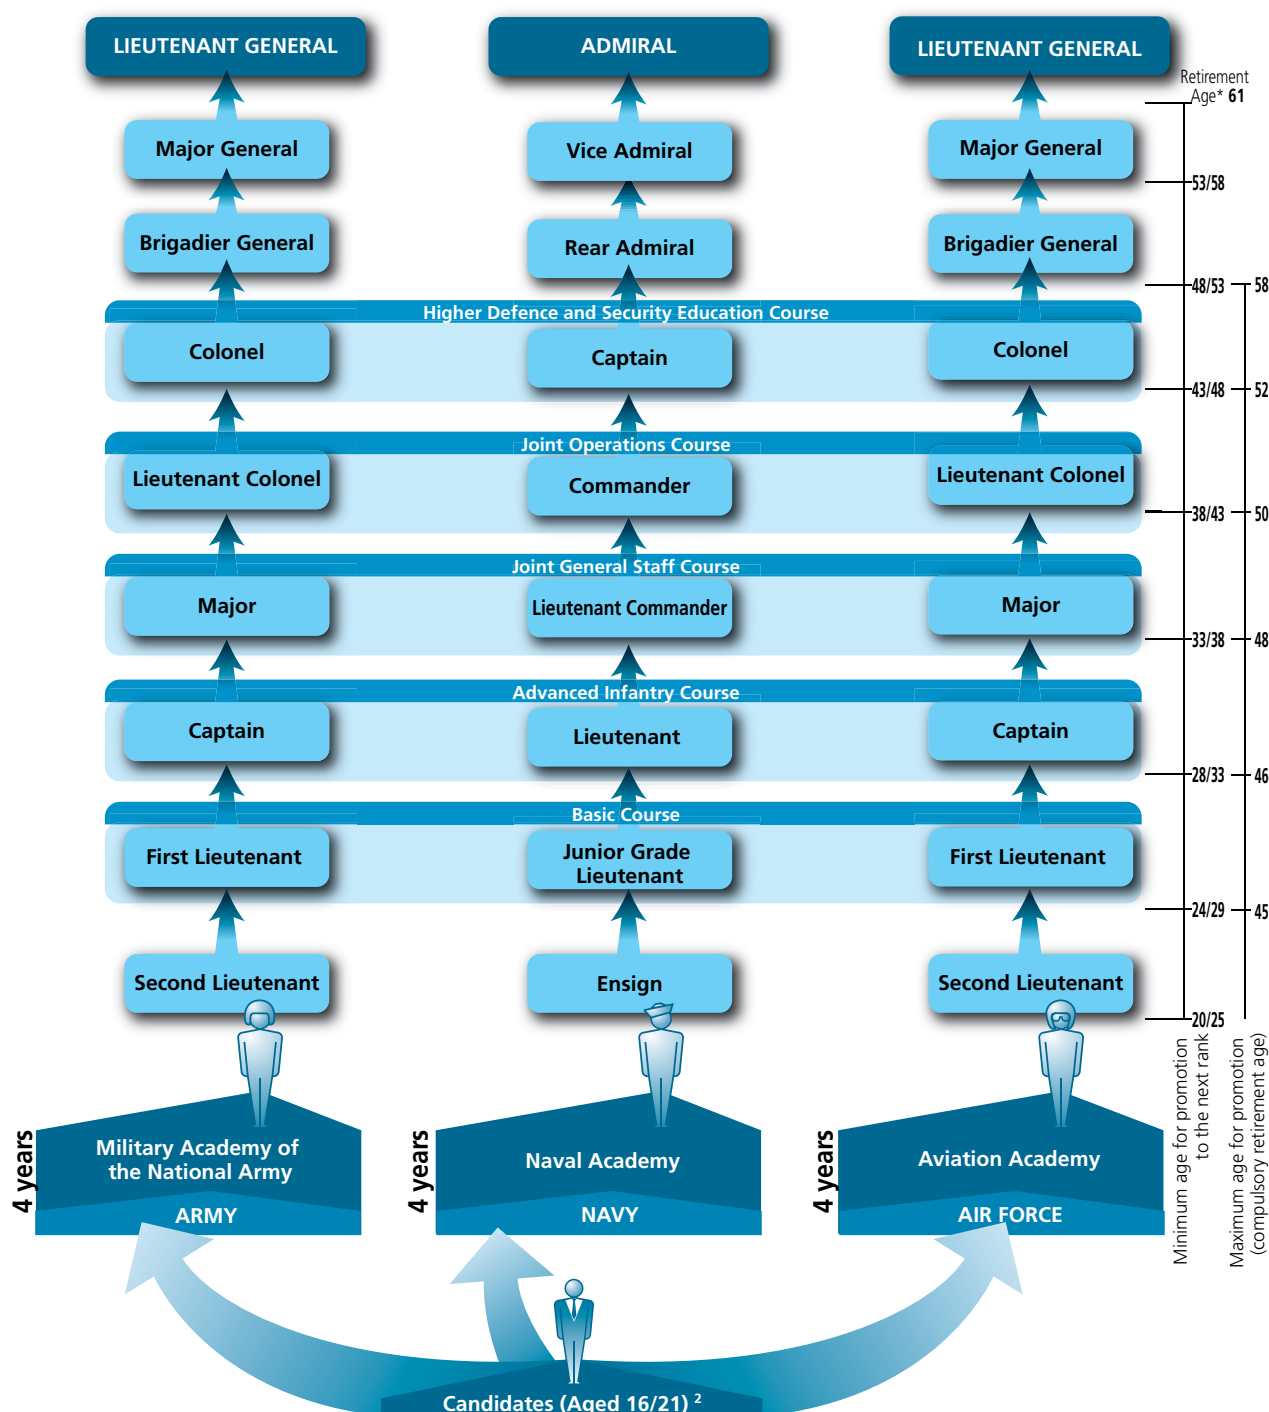 LIEUTENANT GENERAL
ADMIRAL
LIEUTENANT GENERAL
Retirement
Age* 61
Major General
Vice Admiral
Major General
53/58
Brigadier General
Rear Admiral
Brigadier General
48/53
58
Higher Defence and Security Education Course
Colonel
Captain
Colonel
43/48
52
Joint Operations Course
Lieutenant Colonel
Commander
Lieutenant Colonel
38/43
50
Joint General Staff Course
Major
Lieutenant Commander
Major
33/38
48
Advanced Infantry Course
Captain
Lieutenant
Captain
28/33
46
Basic Course
First Lieutenant
Junior Grade
Lieutenant
First Lieutenant
24/29
45
Second Lieutenant
Ensign
Second Lieutenant
20/25
Minimum age for promotion
to the next rank
Maximum age for promotion
(compulsory retirement age)
4 years
Military Academy of
the National Army
ARMY
4 years
Naval Academy
NAVY
4 years
Aviation Academy
AIR FORCE
Candidates (Aged 16/21) 2